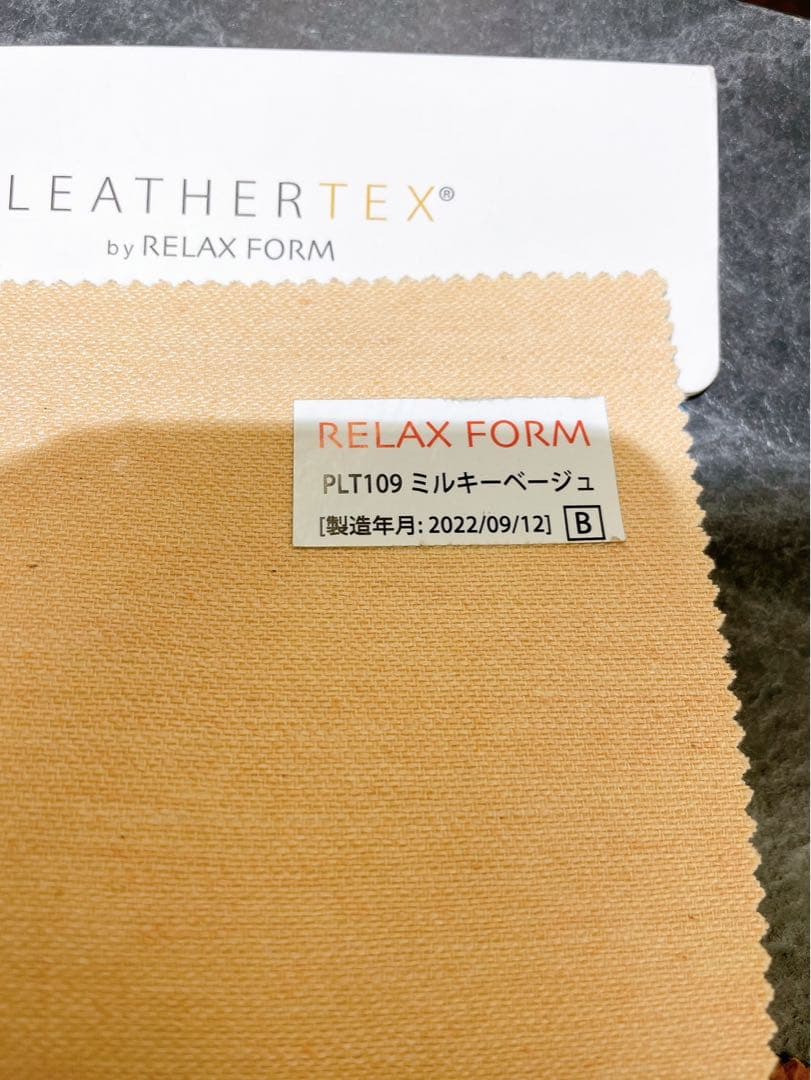 LEATHERTEX®
by RELAX FORM
RELAX FORM
PLT109 ミルキーベージュ
[製造年月: 2022/09/12] B